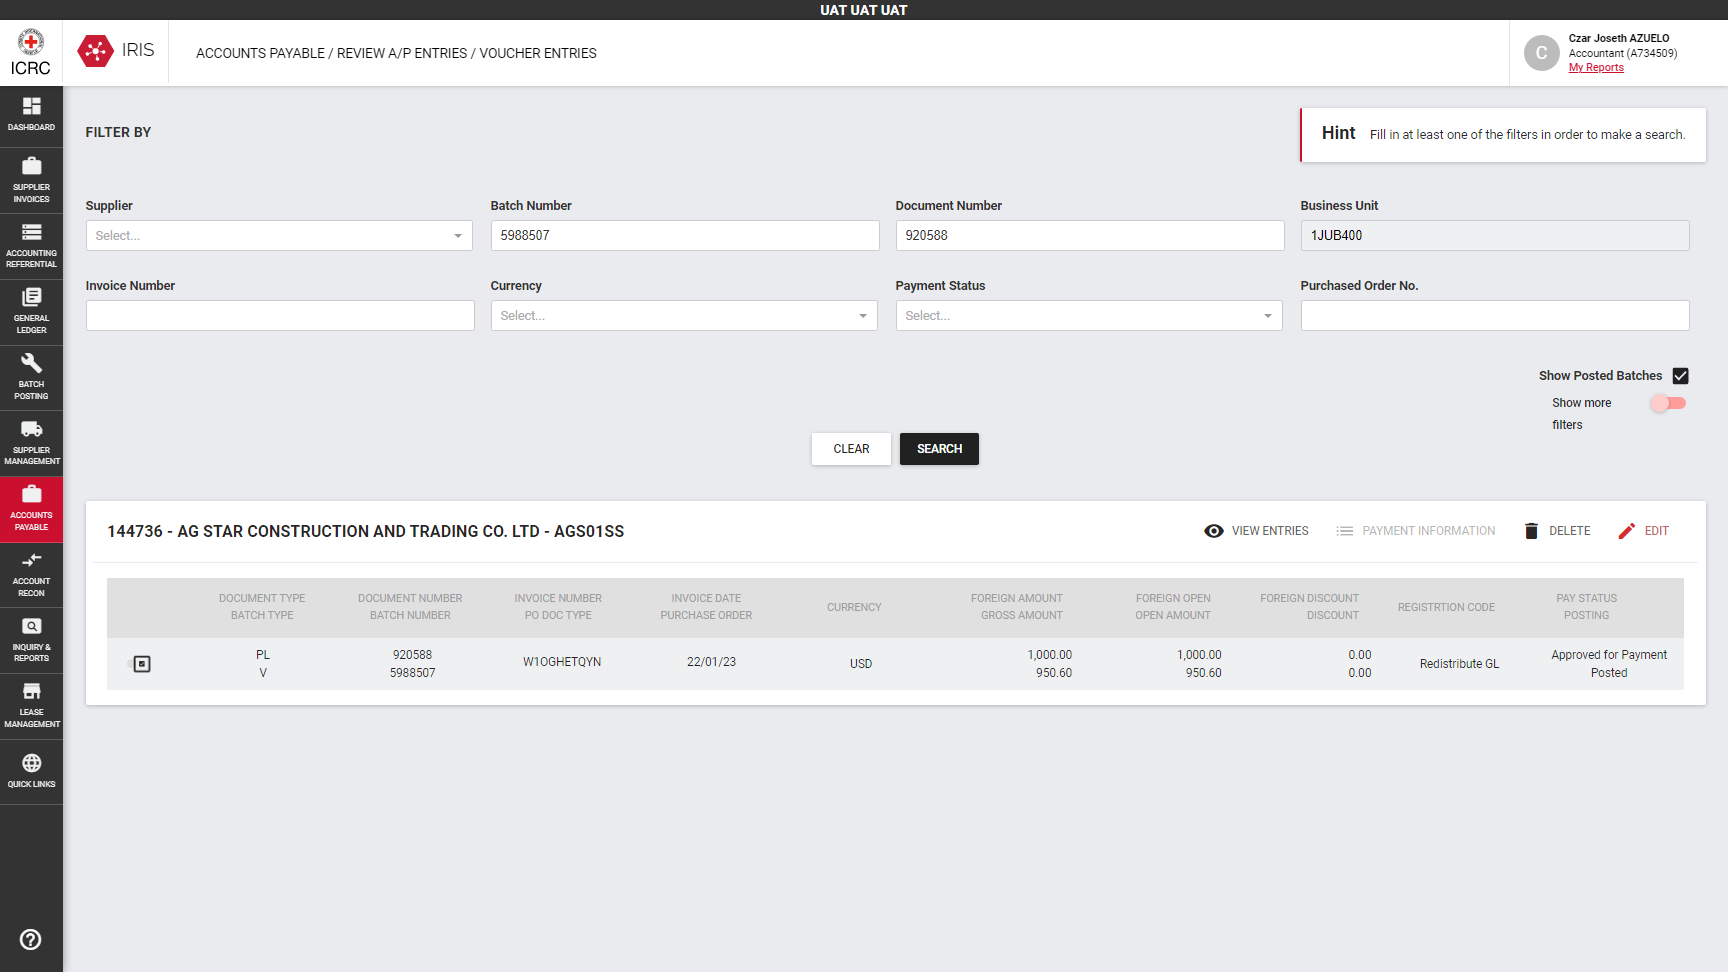 UAT UAT UAT
ICRC
IRIS
ACCOUNTS PAYABLE / REVIEW A/P ENTRIES / VOUCHER ENTRIES
C
Czar Joseth AZUELO
Accountant (A734509)
My Reports
DASHBOARD
SUPPLIER
INVOICES
ACCOUNTING
REFERENTIAL
GENERAL
LEDGER
BATCH
POSTING
SUPPLIER
MANAGEMENT
ACCOUNTS
PAYABLE
ACCOUNT
RECON
INQUIRY &
REPORTS
LEASE
MANAGEMENT
QUICK LINKS
FILTER BY
Hint Fill in at least one of the filters in order to make a search.
Supplier Batch Number Document Number Business Unit
Select... 5988507 920588 1JUB400
Invoice Number Currency Payment Status Purchased Order No.
Select... Select...
Show Posted Batches
Show more
filters
CLEAR SEARCH
144736 - AG STAR CONSTRUCTION AND TRADING CO. LTD - AGS01SS
VIEW ENTRIES PAYMENT INFORMATION DELETE EDIT
DOCUMENT TYPE DOCUMENT NUMBER INVOICE NUMBER INVOICE DATE CURRENCY FOREIGN AMOUNT FOREIGN OPEN FOREIGN DISCOUNT REGISTRTION CODE PAY STATUS
BATCH TYPE BATCH NUMBER PO DOC TYPE PURCHASE ORDER GROSS AMOUNT OPEN AMOUNT DISCOUNT POSTING
PL 920588 W1OGHETQYN 22/01/23 USD 1,000.00 1,000.00 0.00 Redistribute GL Approved for Payment
V 5988507 950.60 950.60 0.00 Posted